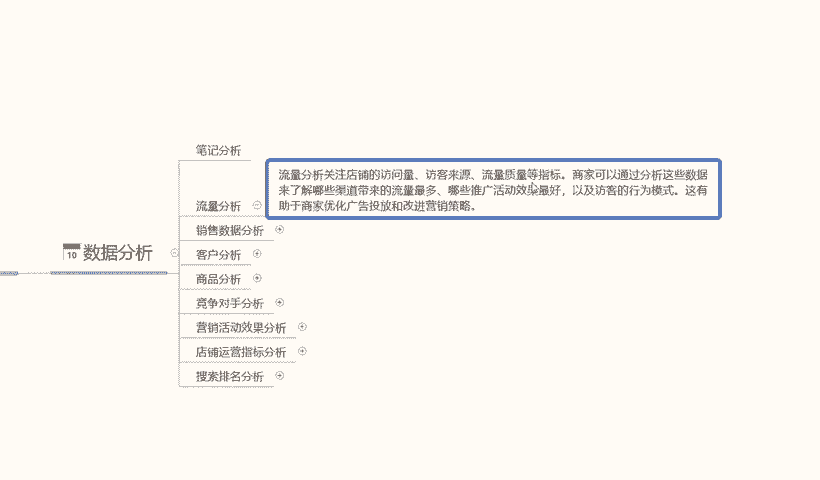 笔记分析
流量分析关注店铺的访问量、访客来源、流量质量等指标。商家可以通过分析这些数据
来了解哪些渠道带来的流量最多、哪些推广活动效果最好，以及访客的行为模式。这有
助于商家优化广告投放和改进营销策略。
流量分析
销售数据分析
10 数据分析
客户分析
商品分析
竞争对手分析
营销活动效果分析
店铺运营指标分析
搜索排名分析